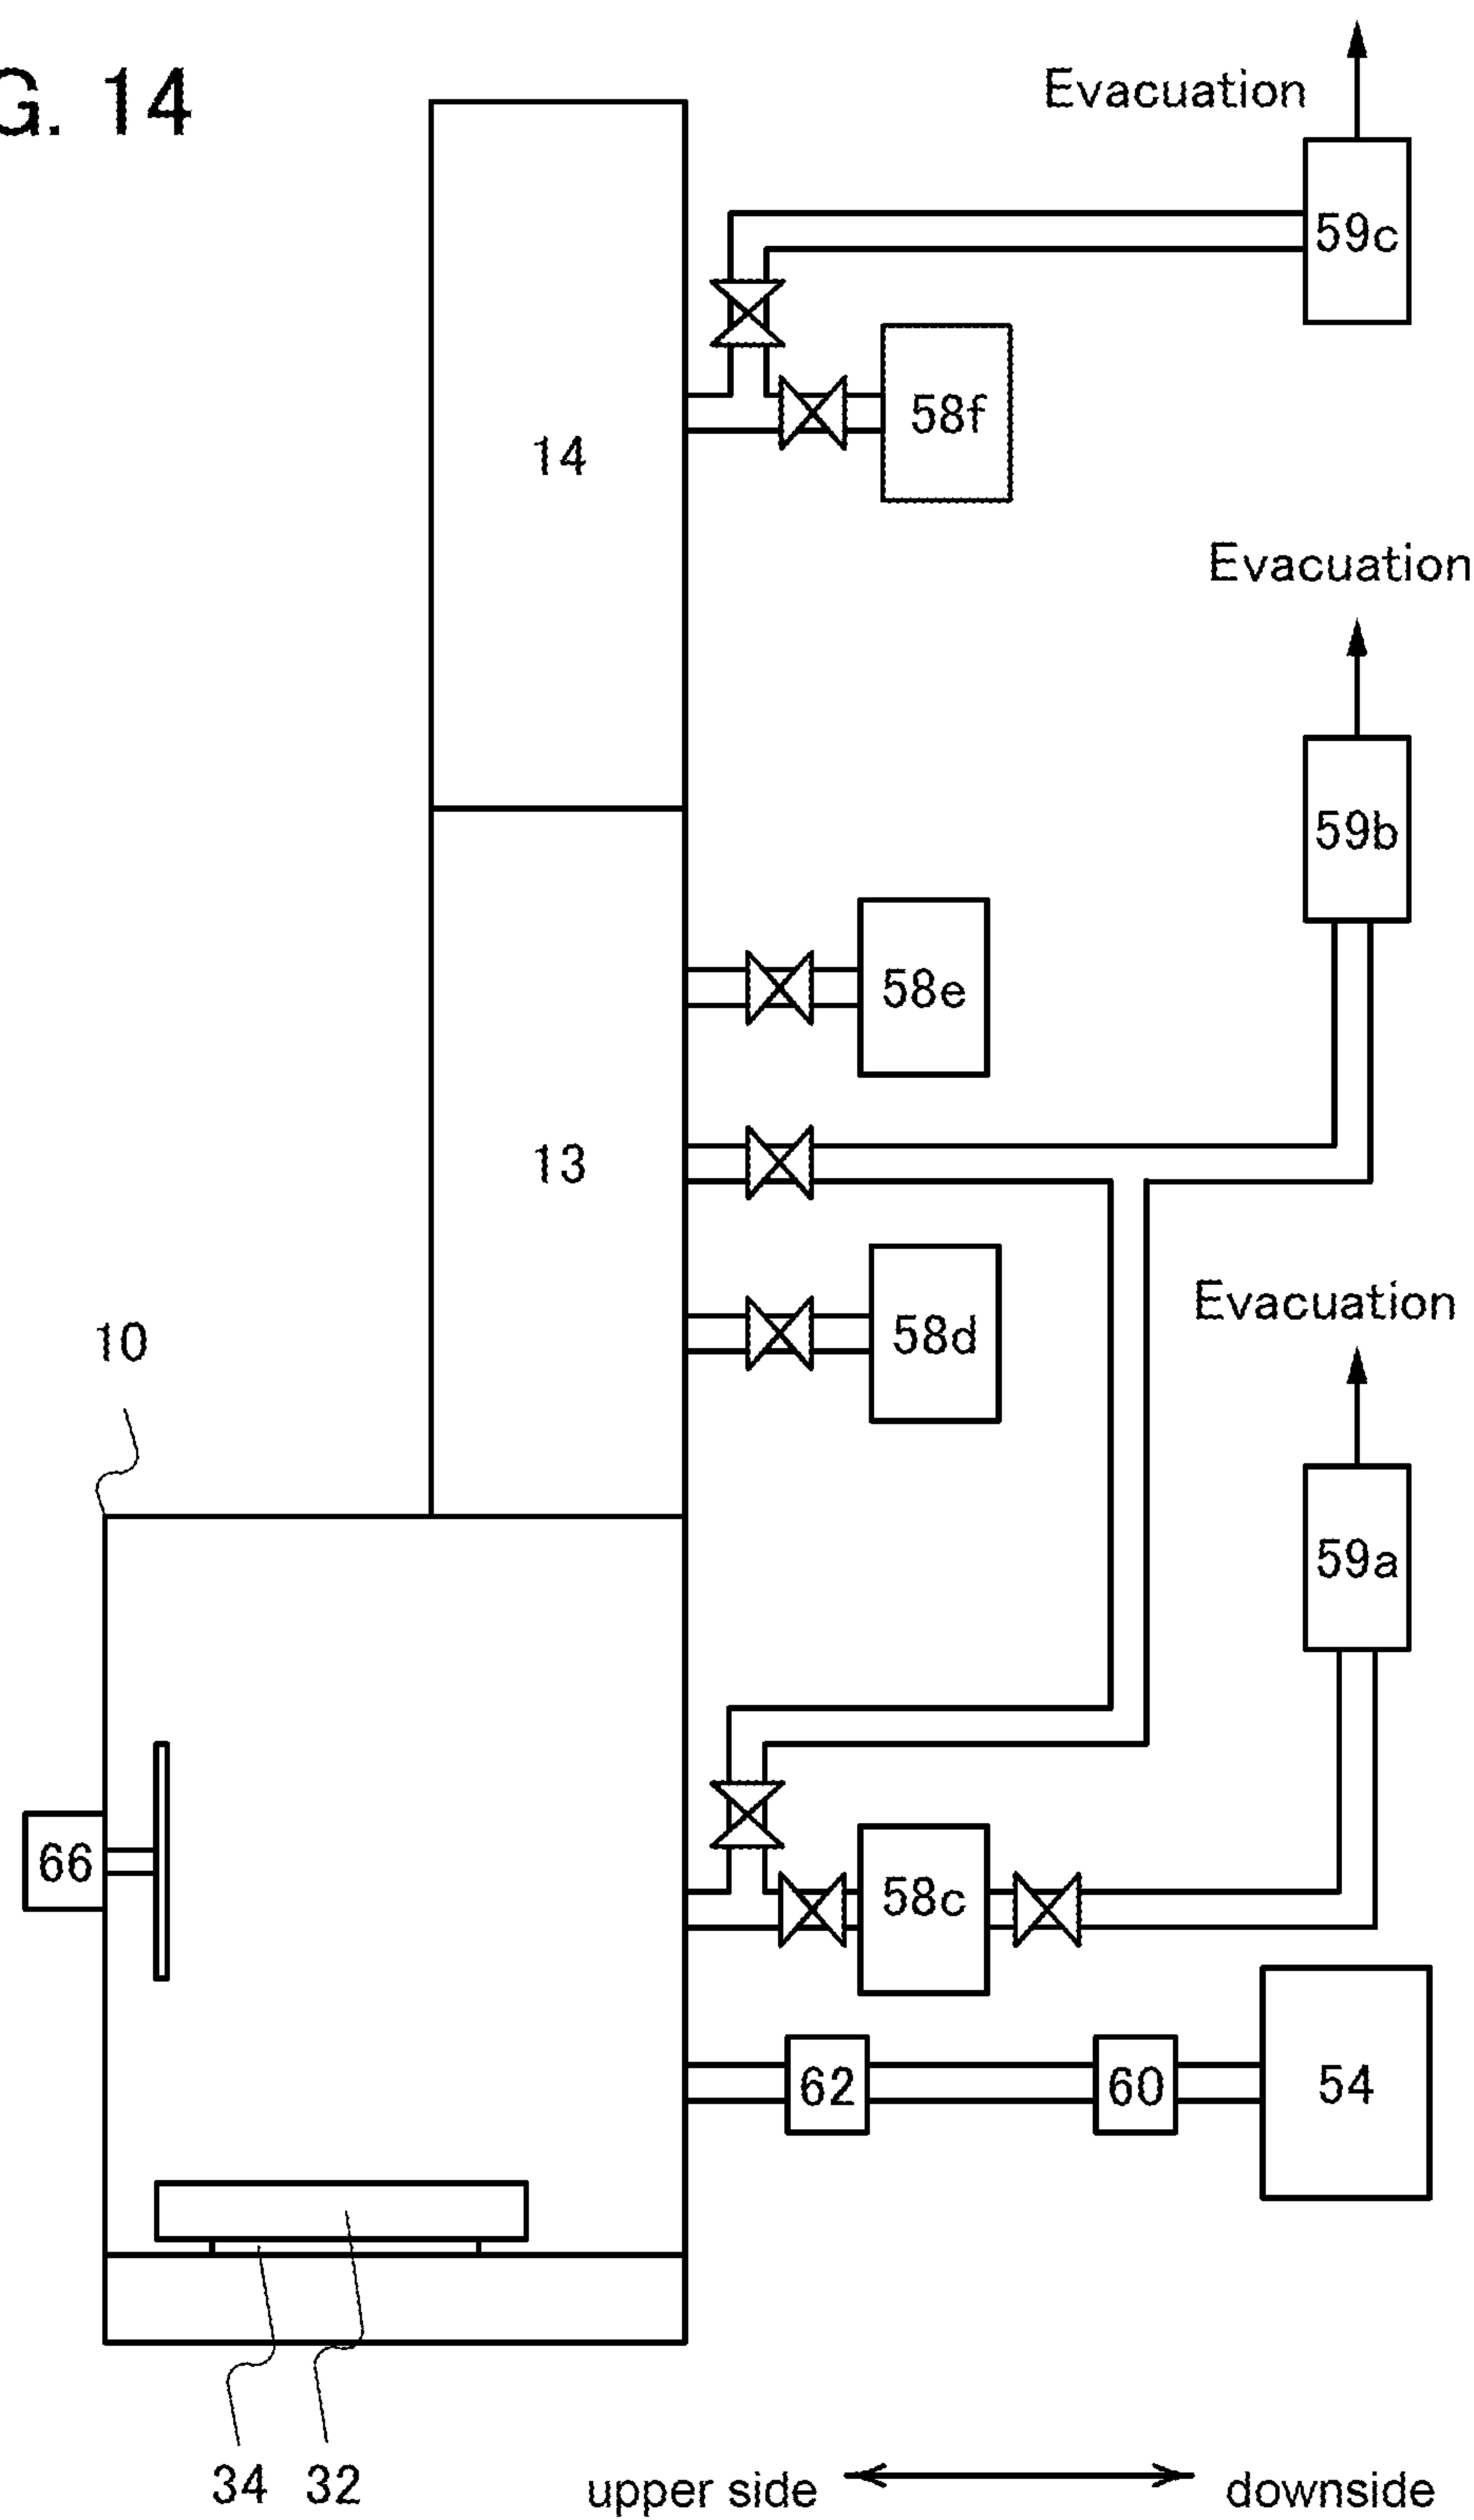 G. 14
Evacuation
59c
58f
14
Evacuation
59b
58e
13
58d
Evacuation
10
59a
66
58c
62
60
54
34
32
upper side
downside